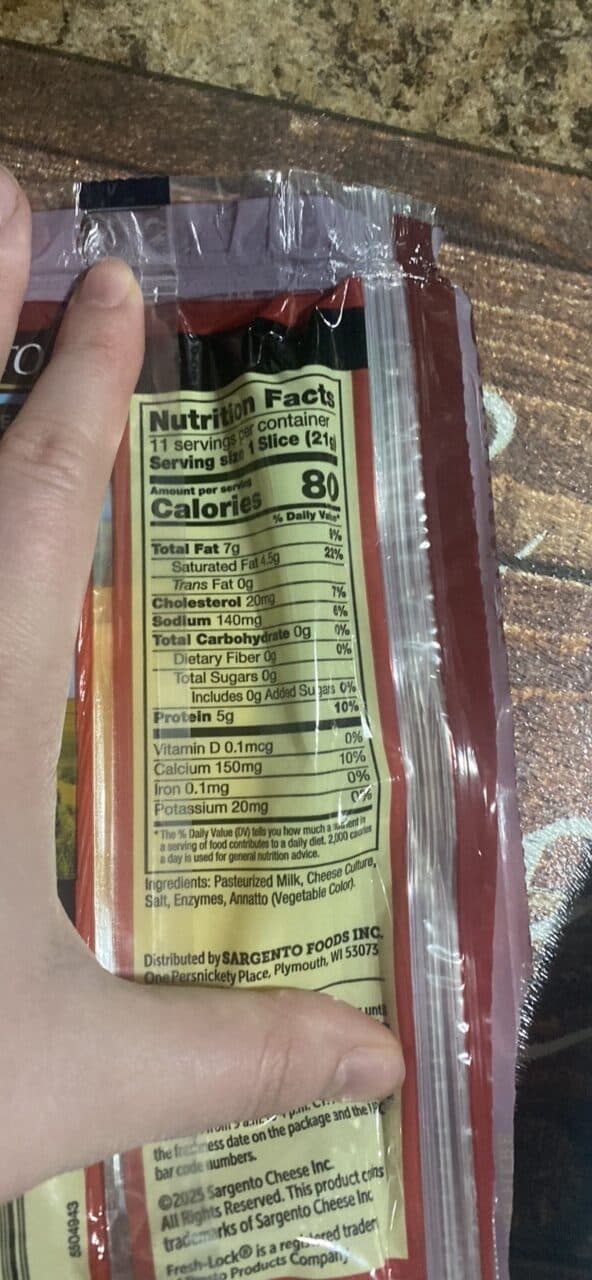 Nutrition Facts
11 servings per container
Serving size 1 Slice (21g)
Amount per serving
Calories 80
% Daily Value*
Total Fat 7g 9%
Saturated Fat 4.5g 22%
Trans Fat 0g
Cholesterol 20mg 7%
Sodium 140mg 6%
Total Carbohydrate 0g 0%
Dietary Fiber 0g 0%
Total Sugars 0g
Includes 0g Added Sugars 0%
Protein 5g 10%
Vitamin D 0.1mcg 0%
Calcium 150mg 10%
Iron 0.1mg 0%
Potassium 20mg 0%
*The % Daily Value (DV) tells you how much a nutrient in
a serving of food contributes to a daily diet. 2,000 calories
a day is used for general nutrition advice.
Ingredients: Pasteurized Milk, Cheese Culture,
Salt, Enzymes, Annatto (Vegetable Color).
Distributed by SARGENTO FOODS INC.
One Persnickety Place, Plymouth, WI 53073
the freshness date on the package and the UPC
bar code numbers.
©2025 Sargento Cheese Inc.
All Rights Reserved. This product
trademarks of Sargento Cheese Inc
Fresh-Lock® is a registered
Products Company
6504943